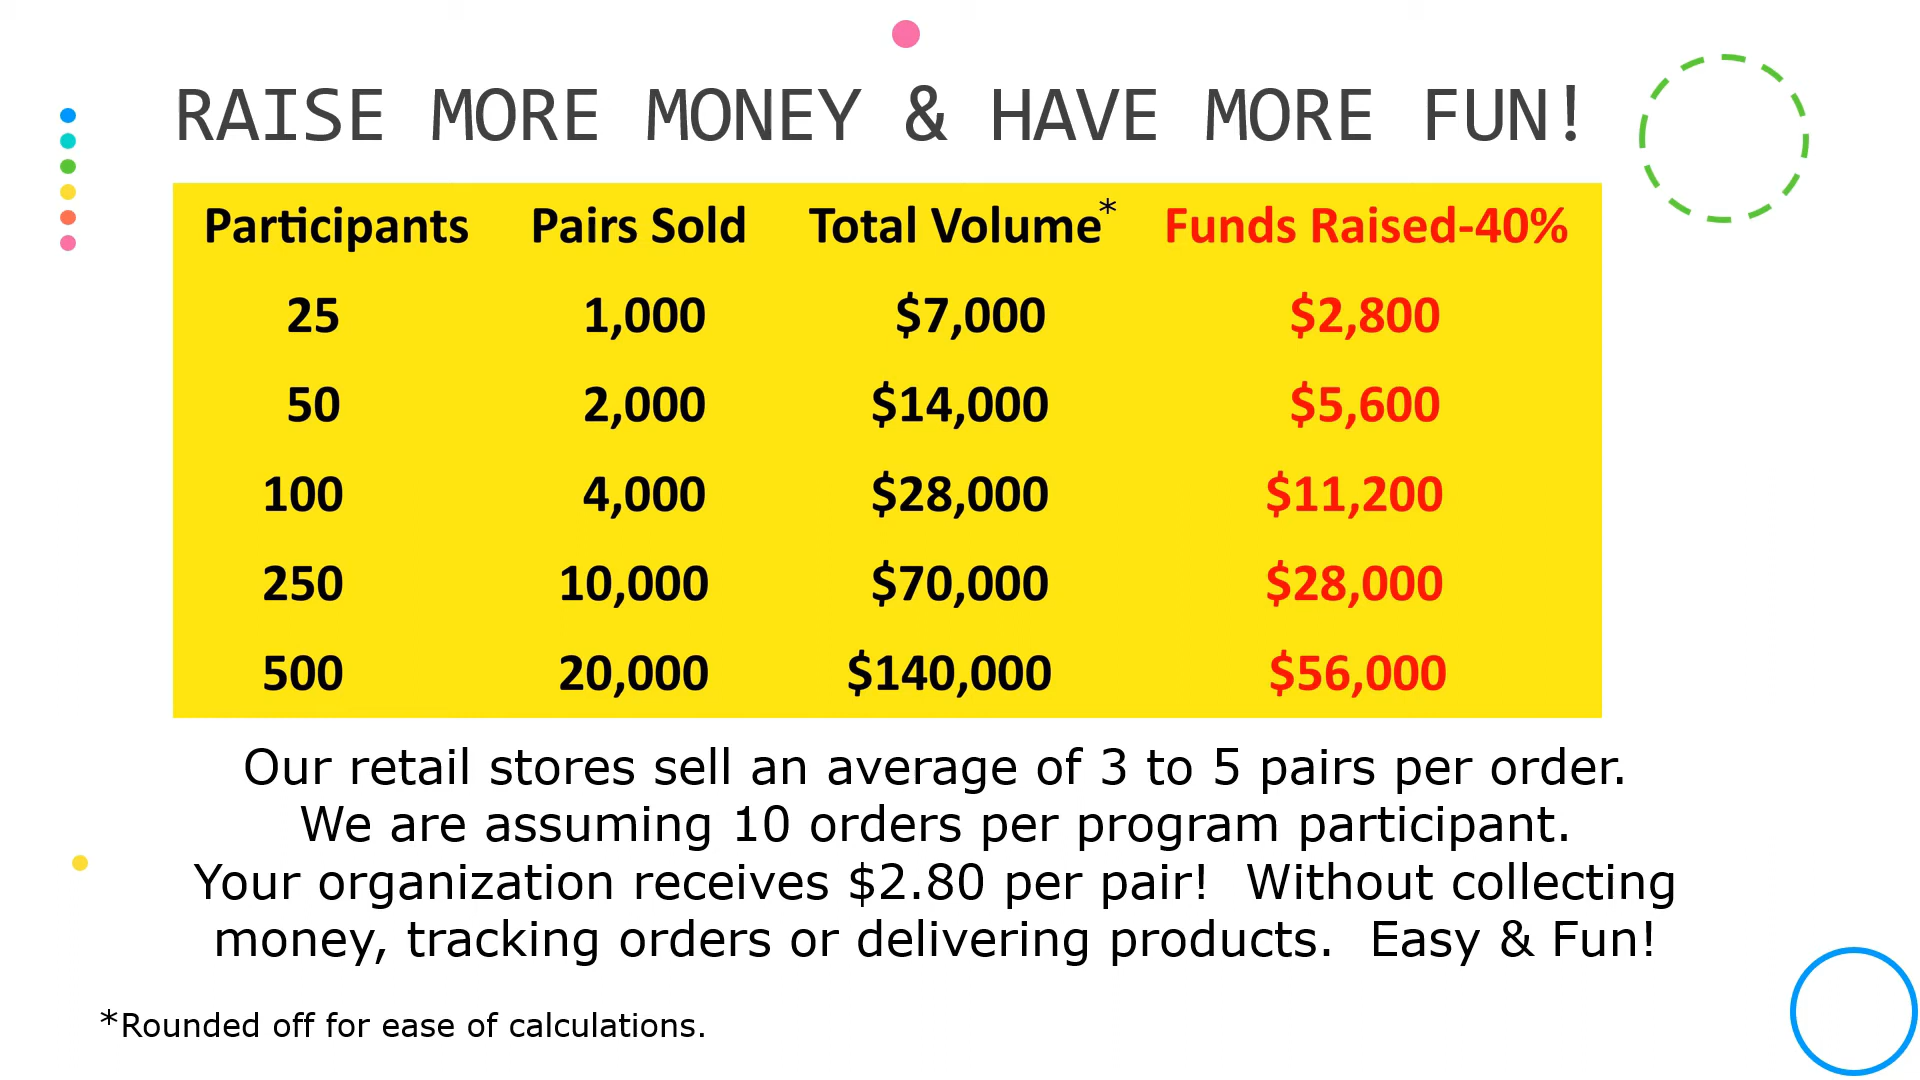 RAISE MORE MONEY & HAVE MORE FUN!
Participants Pairs Sold Total Volume* Funds Raised-40%
25 1,000 $7,000 $2,800
50 2,000 $14,000 $5,600
100 4,000 $28,000 $11,200
250 10,000 $70,000 $28,000
500 20,000 $140,000 $56,000
Our retail stores sell an average of 3 to 5 pairs per order.
We are assuming 10 orders per program participant.
Your organization receives $2.80 per pair! Without collecting
money, tracking orders or delivering products. Easy & Fun!
*Rounded off for ease of calculations.